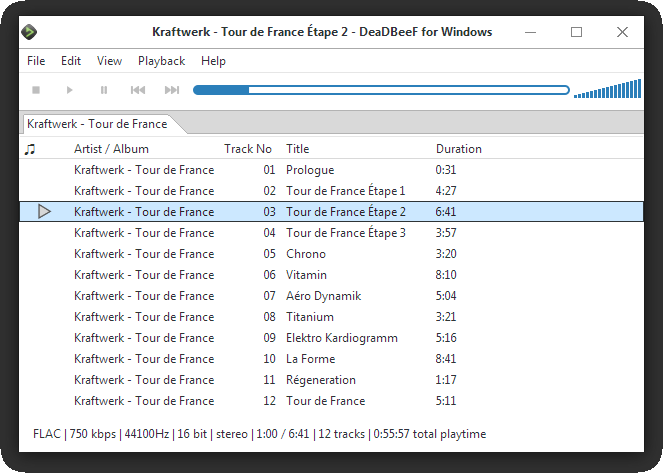 Kraftwerk - Tour de France Étape 2 - DeaDBeeF for Windows
File Edit View Playback Help
Kraftwerk - Tour de France
Artist / Album Track No Title Duration
Kraftwerk - Tour de France 01 Prologue 0:31
Kraftwerk - Tour de France 02 Tour de France Étape 1 4:27
Kraftwerk - Tour de France 03 Tour de France Étape 2 6:41
Kraftwerk - Tour de France 04 Tour de France Étape 3 3:57
Kraftwerk - Tour de France 05 Chrono 3:20
Kraftwerk - Tour de France 06 Vitamin 8:10
Kraftwerk - Tour de France 07 Aéro Dynamik 5:04
Kraftwerk - Tour de France 08 Titanium 3:21
Kraftwerk - Tour de France 09 Elektro Kardiogramm 5:16
Kraftwerk - Tour de France 10 La Forme 8:41
Kraftwerk - Tour de France 11 Régeneration 1:17
Kraftwerk - Tour de France 12 Tour de France 5:11
FLAC | 750 kbps | 44100Hz | 16 bit | stereo | 1:00 / 6:41 | 12 tracks | 0:55:57 total playtime